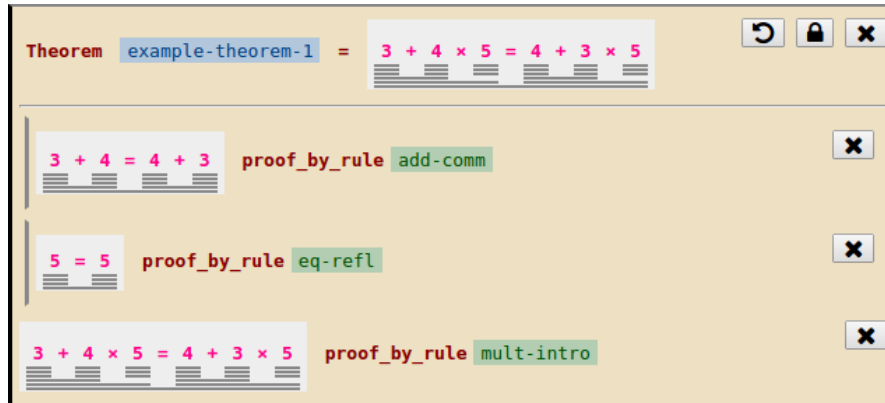 Theorem example-theorem-1 = 3 + 4 × 5 = 4 + 3 × 5
3 + 4 = 4 + 3 proof_by_rule add-comm
5 = 5 proof_by_rule eq-refl
3 + 4 × 5 = 4 + 3 × 5 proof_by_rule mult-intro